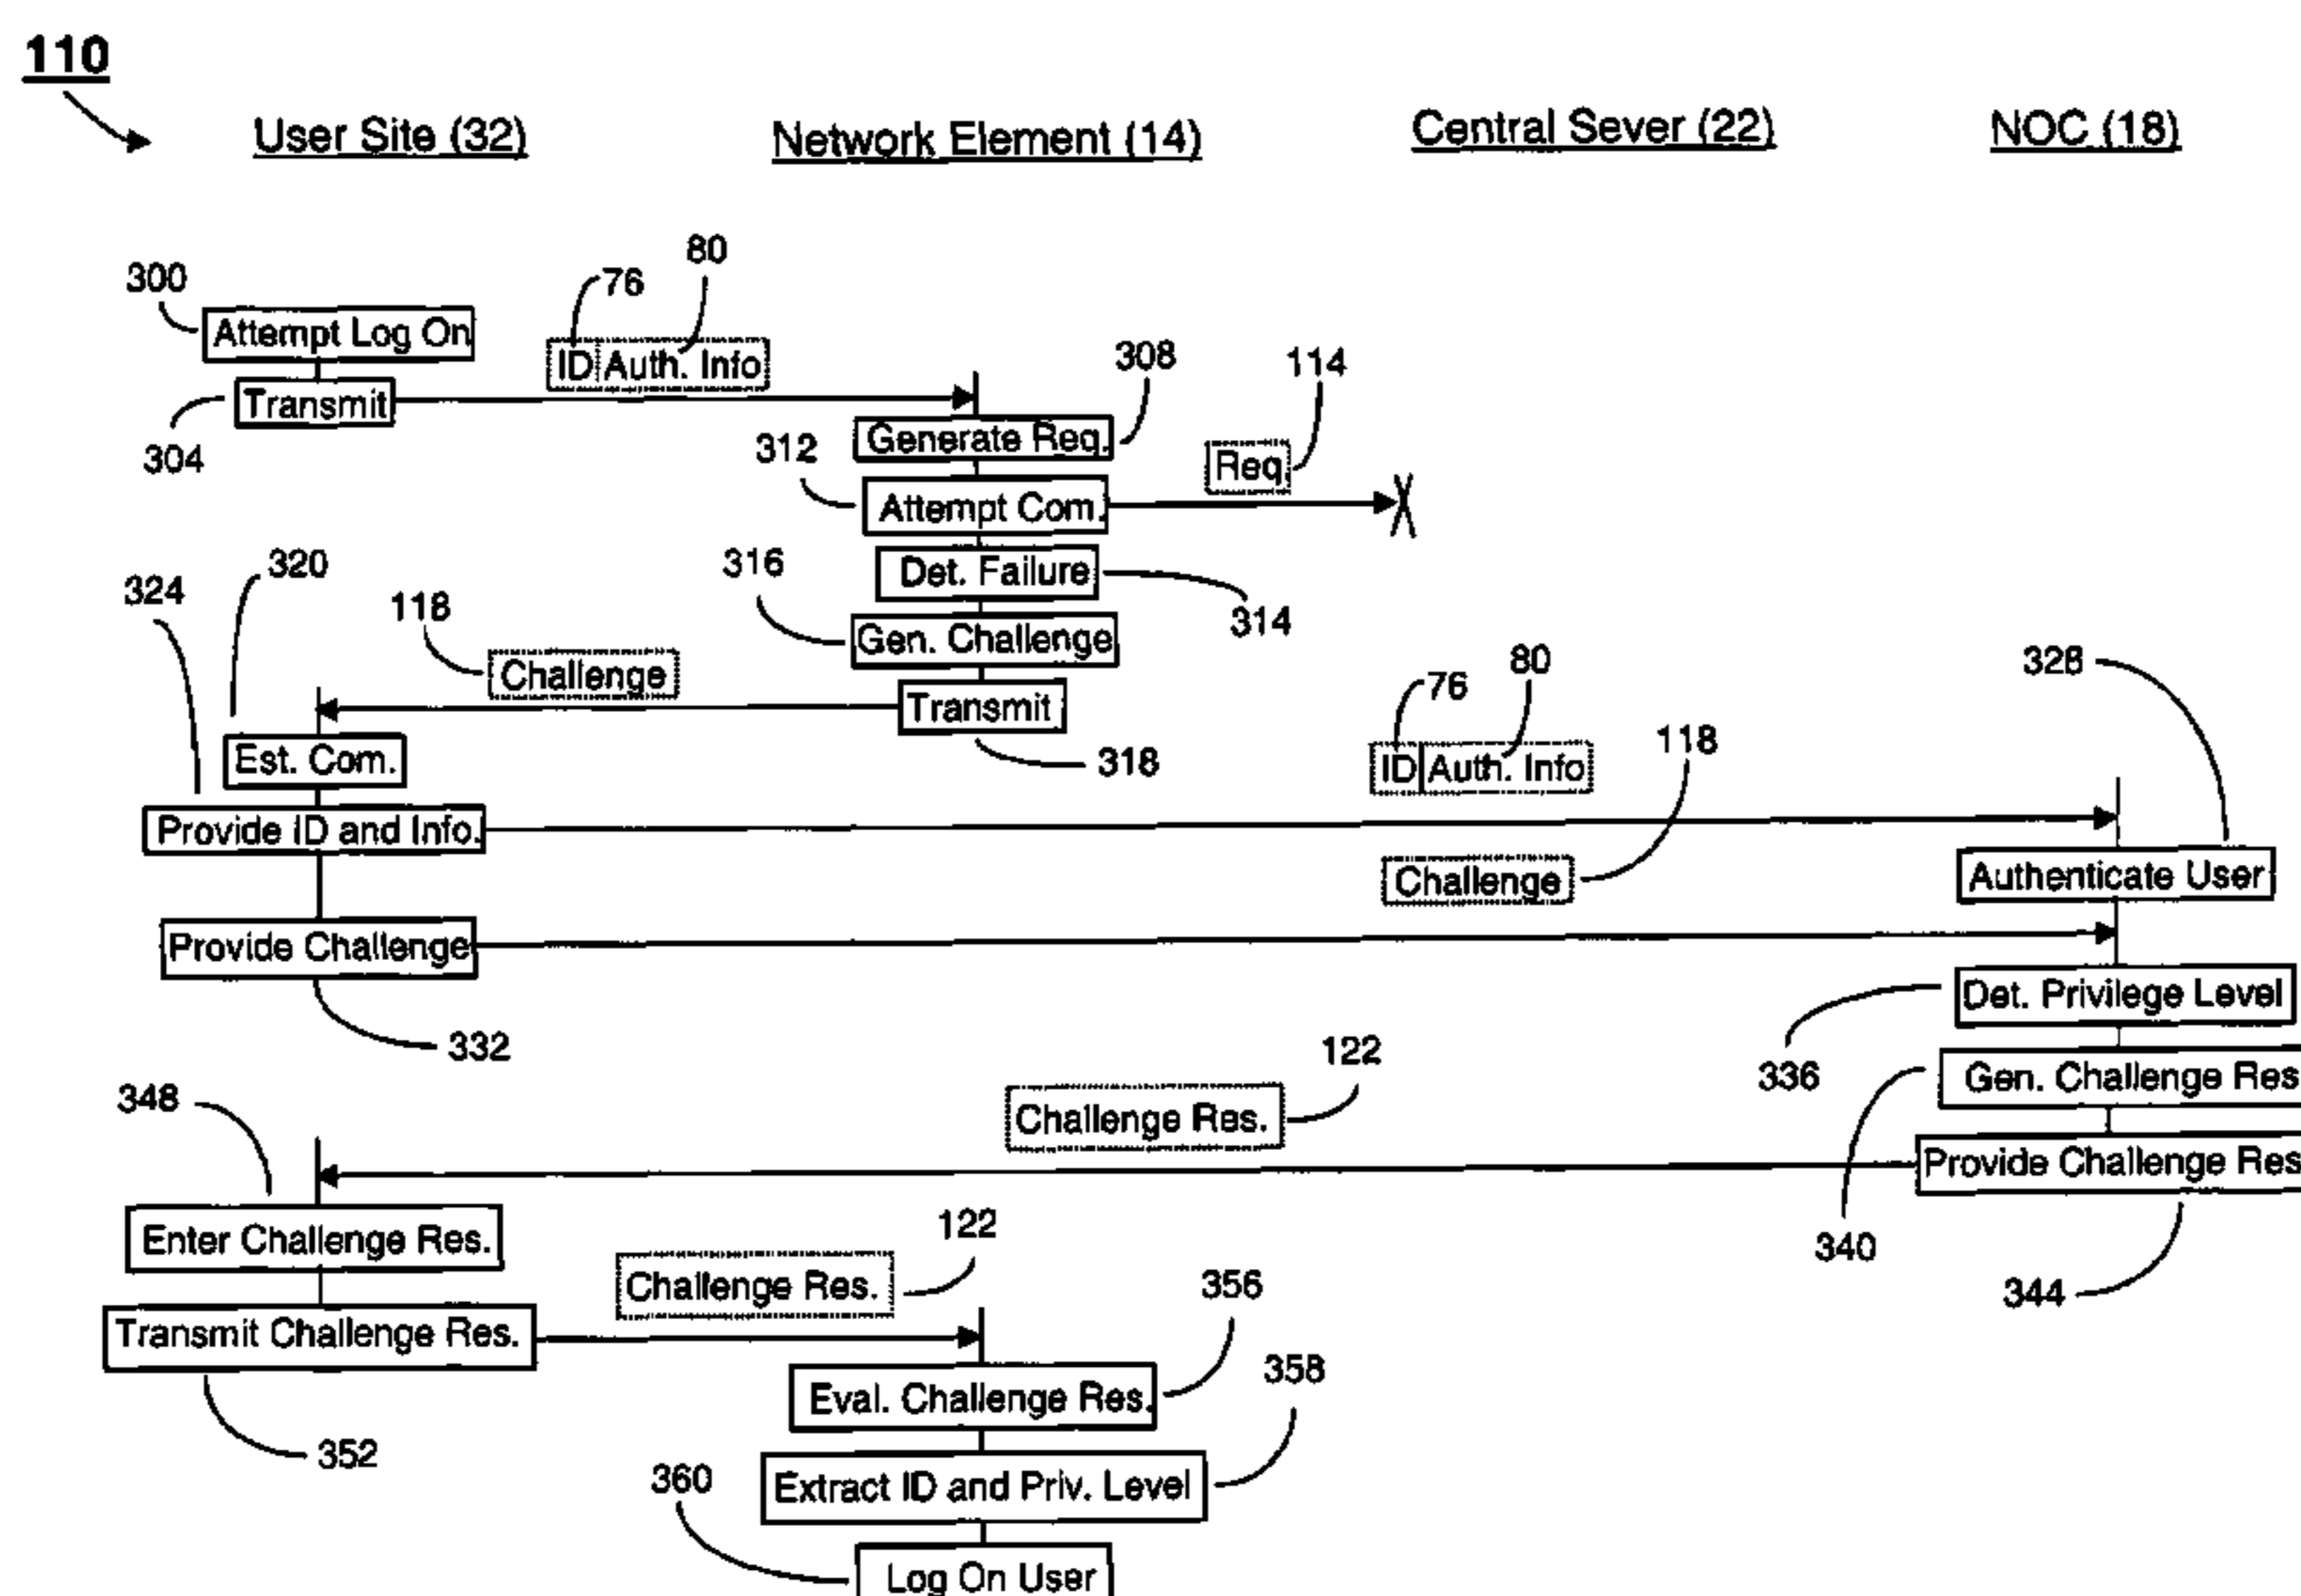 110
User Site (32)
Network Element (14)
Central Sever (22)
NOC (18)
80
76
300
Attempt Log On
ID Auth. Info
308
114
Transmit
304
Generate Req.
312
Req.
Attempt Com.
316
Det. Failure
314
320
324
118
Gen. Challenge
Challenge
Transmit
318
80
76
328
118
Est. Com.
ID Auth. Info
Provide ID and Info.
Authenticate User
Challenge
Provide Challenge
332
Det. Privilege Level
336
122
348
Gen. Challenge Res
340
Challenge Res.
Provide Challenge Res
344
Enter Challenge Res.
122
Challenge Res.
356
Transmit Challenge Res.
352
Eval. Challenge Res.
358
360
Extract ID and Priv. Level
Log On User